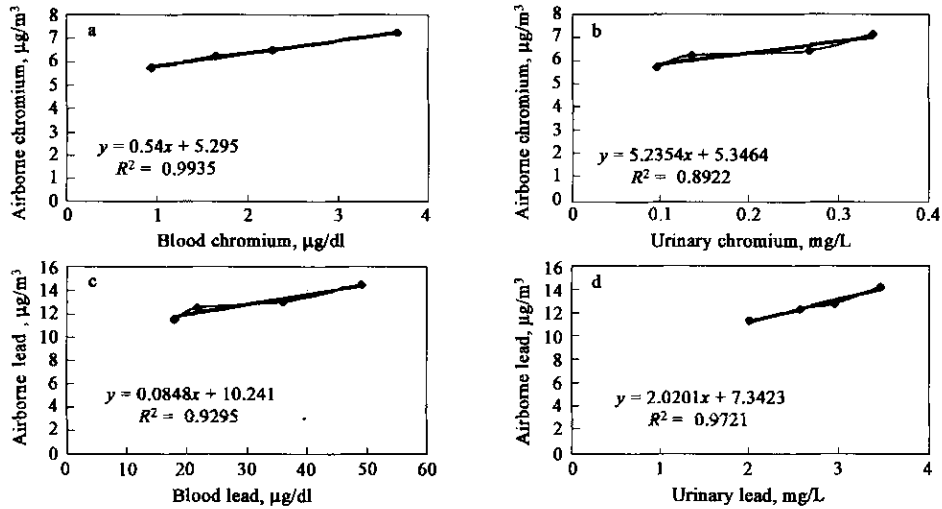 a
Airborne chromium, μg/m³
8
7
6
5
4
3
2
1
0
y = 0.54x + 5.295
R² = 0.9935
0 1 2 3 4
Blood chromium, μg/dl
b
Airborne chromium, μg/m³
8
7
6
5
4
3
2
1
0
y = 5.2354x + 5.3464
R² = 0.8922
0 0.1 0.2 0.3 0.4
Urinary chromium, mg/L
c
Airborne lead, μg/m³
16
14
12
10
8
6
4
2
0
y = 0.0848x + 10.241
R² = 0.9295
0 10 20 30 40 50 60
Blood lead, μg/dl
d
Airborne lead, μg/m³
16
14
12
10
8
6
4
2
0
y = 2.0201x + 7.3423
R² = 0.9721
0 1 2 3 4
Urinary lead, mg/L